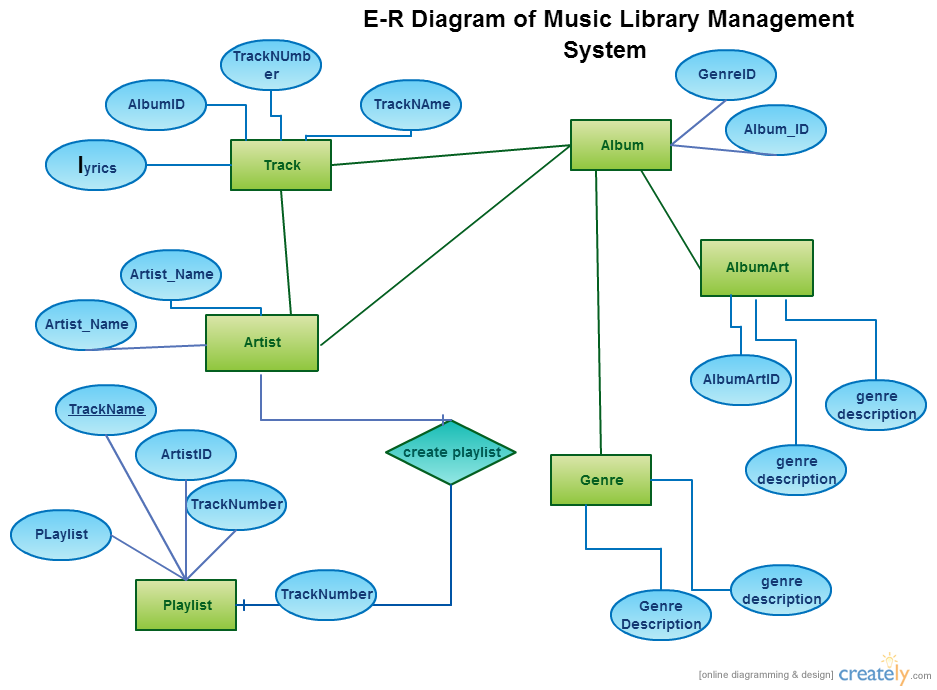 E-R Diagram of Music Library Management
System
TrackNUmb
er
GenreID
AlbumID
TrackNAme
Album_ID
Album
lyrics
Track
Artist_Name
AlbumArt
Artist_Name
Artist
AlbumArtID
genre
description
TrackName
ArtistID
create playlist
genre
description
Genre
TrackNumber
PLaylist
TrackNumber
genre
description
Playlist
Genre
Description
[online diagramming & design]
creately.com